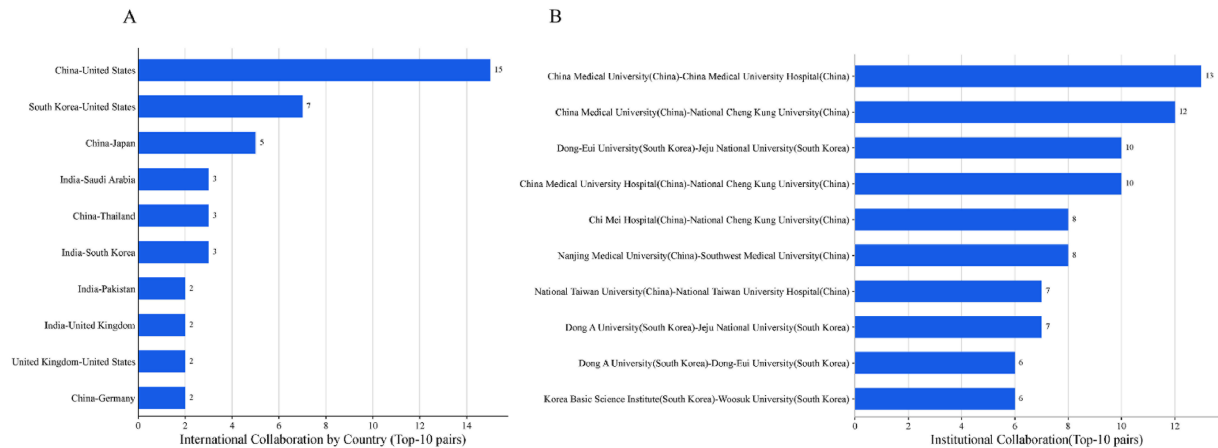 A
China-United States
15
South Korea-United States
7
China-Japan
5
India-Saudi Arabia
3
China-Thailand
3
India-South Korea
3
India-Pakistan
2
India-United Kingdom
2
United Kingdom-United States
2
China-Germany
2
0 2 4 6 8 10 12 14
International Collaboration by Country (Top-10 pairs)
B
China Medical University(China)-China Medical University Hospital(China)
13
China Medical University(China)-National Cheng Kung University(China)
12
Dong-Eui University(South Korea)-Jeju National University(South Korea)
10
China Medical University Hospital(China)-National Cheng Kung University(China)
10
Chi Mei Hospital(China)-National Cheng Kung University(China)
8
Nanjing Medical University(China)-Southwest Medical University(China)
8
National Taiwan University(China)-National Taiwan University Hospital(China)
7
Dong A University(South Korea)-Jeju National University(South Korea)
7
Dong A University(South Korea)-Dong-Eui University(South Korea)
6
Korea Basic Science Institute(South Korea)-Woosuk University(South Korea)
6
0 2 4 6 8 10 12
Institutional Collaboration(Top-10 pairs)